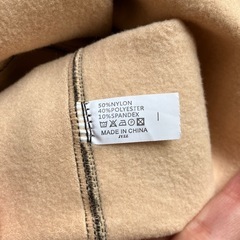 50%NYLON
40%POLYESTER
10%SPANDEX
MADE IN CHINA